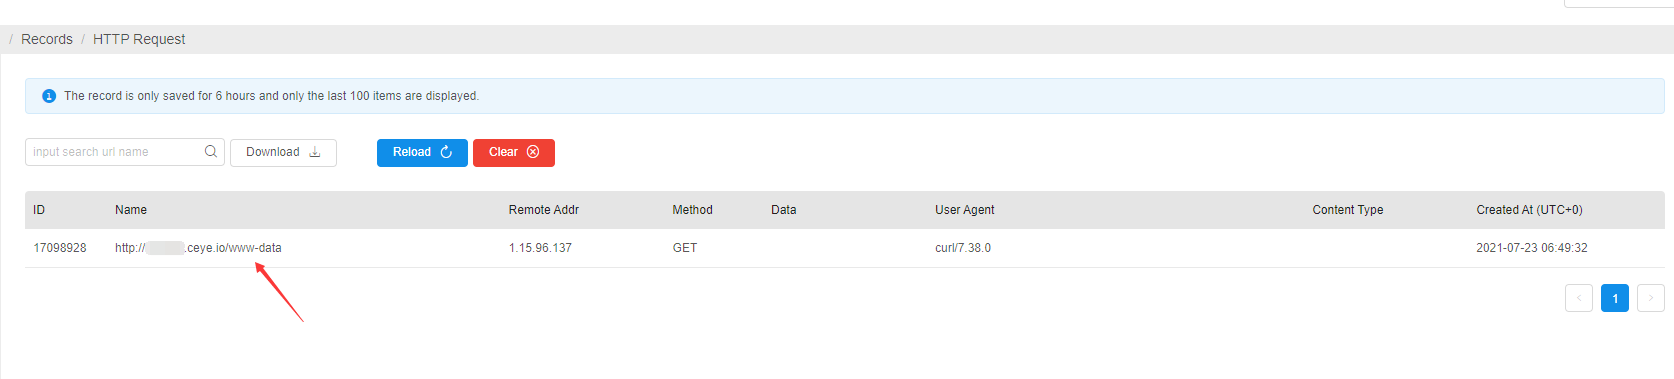 / Records / HTTP Request
The record is only saved for 6 hours and only the last 100 items are displayed.
input search url name Download Reload Clear
ID Name Remote Addr Method Data User Agent Content Type Created At (UTC+0)
17098928 http:// .ceye.io/www-data 1.15.96.137 GET curl/7.38.0 2021-07-23 06:49:32
< 1 >